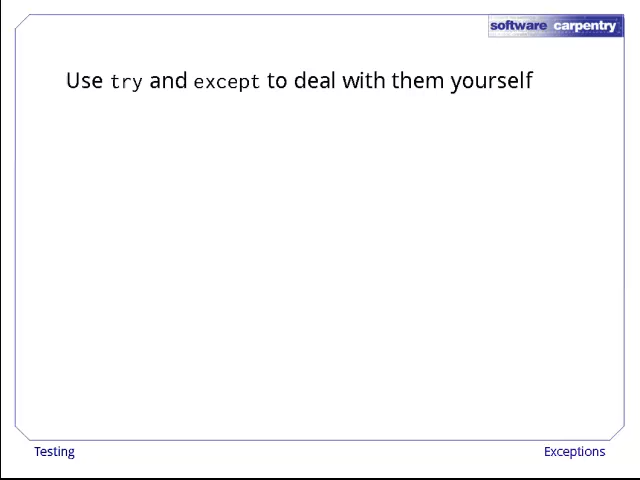 software carpentry
Use try and except to deal with them yourself
Testing
Exceptions